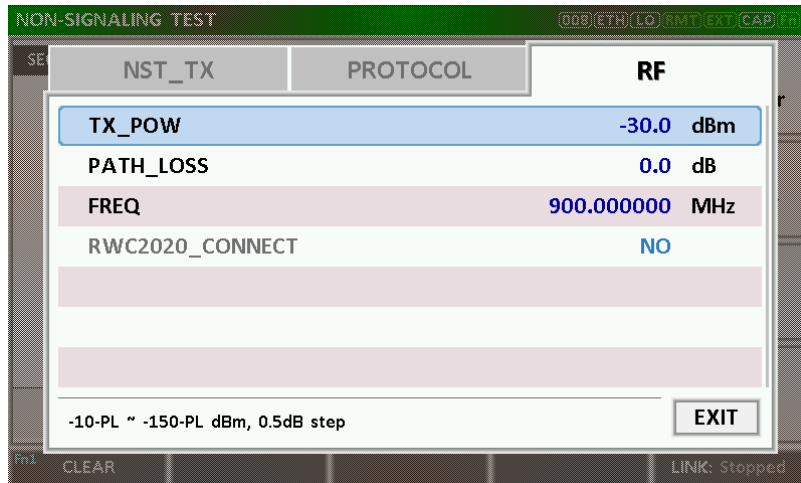 NON-SIGNALING TEST 008 ETH LO RMT EXT CAP Fn
NST_TX PROTOCOL RF
TX_POW -30.0 dBm
PATH_LOSS 0.0 dB
FREQ 900.000000 MHz
RWC2020_CONNECT NO
-10-PL ~ -150-PL dBm, 0.5dB step EXIT
Fn1 CLEAR LINK: Stopped